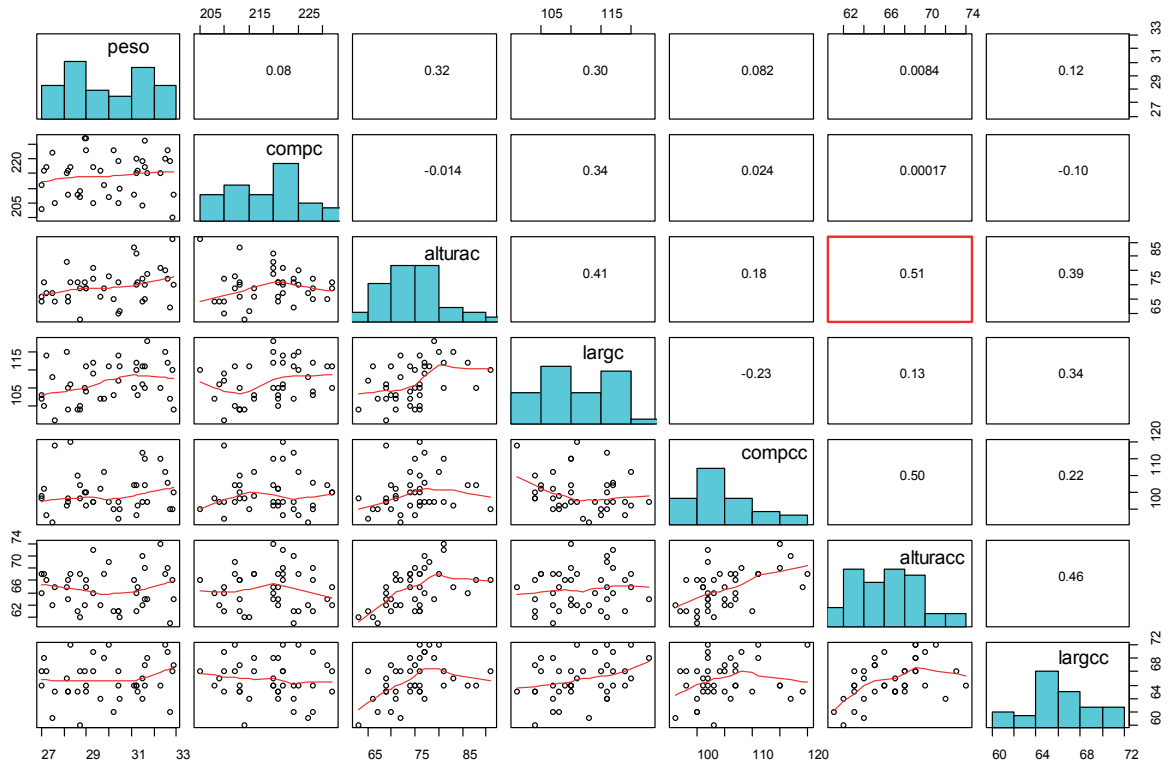 205 215 225 105 115 62 66 70 74
peso 0.08 0.32 0.30 0.082 0.0084 0.12
27 29 31 33
205 220
compc -0.014 0.34 0.024 0.00017 -0.10
alturac 0.41 0.18 0.51 0.39
65 75 85
105 115
largc -0.23 0.13 0.34
compcc 0.50 0.22
100 110 120
62 66 70 74
alturacc 0.46
largcc
60 64 68 72
27 29 31 33 65 75 85 100 110 120 60 64 68 72